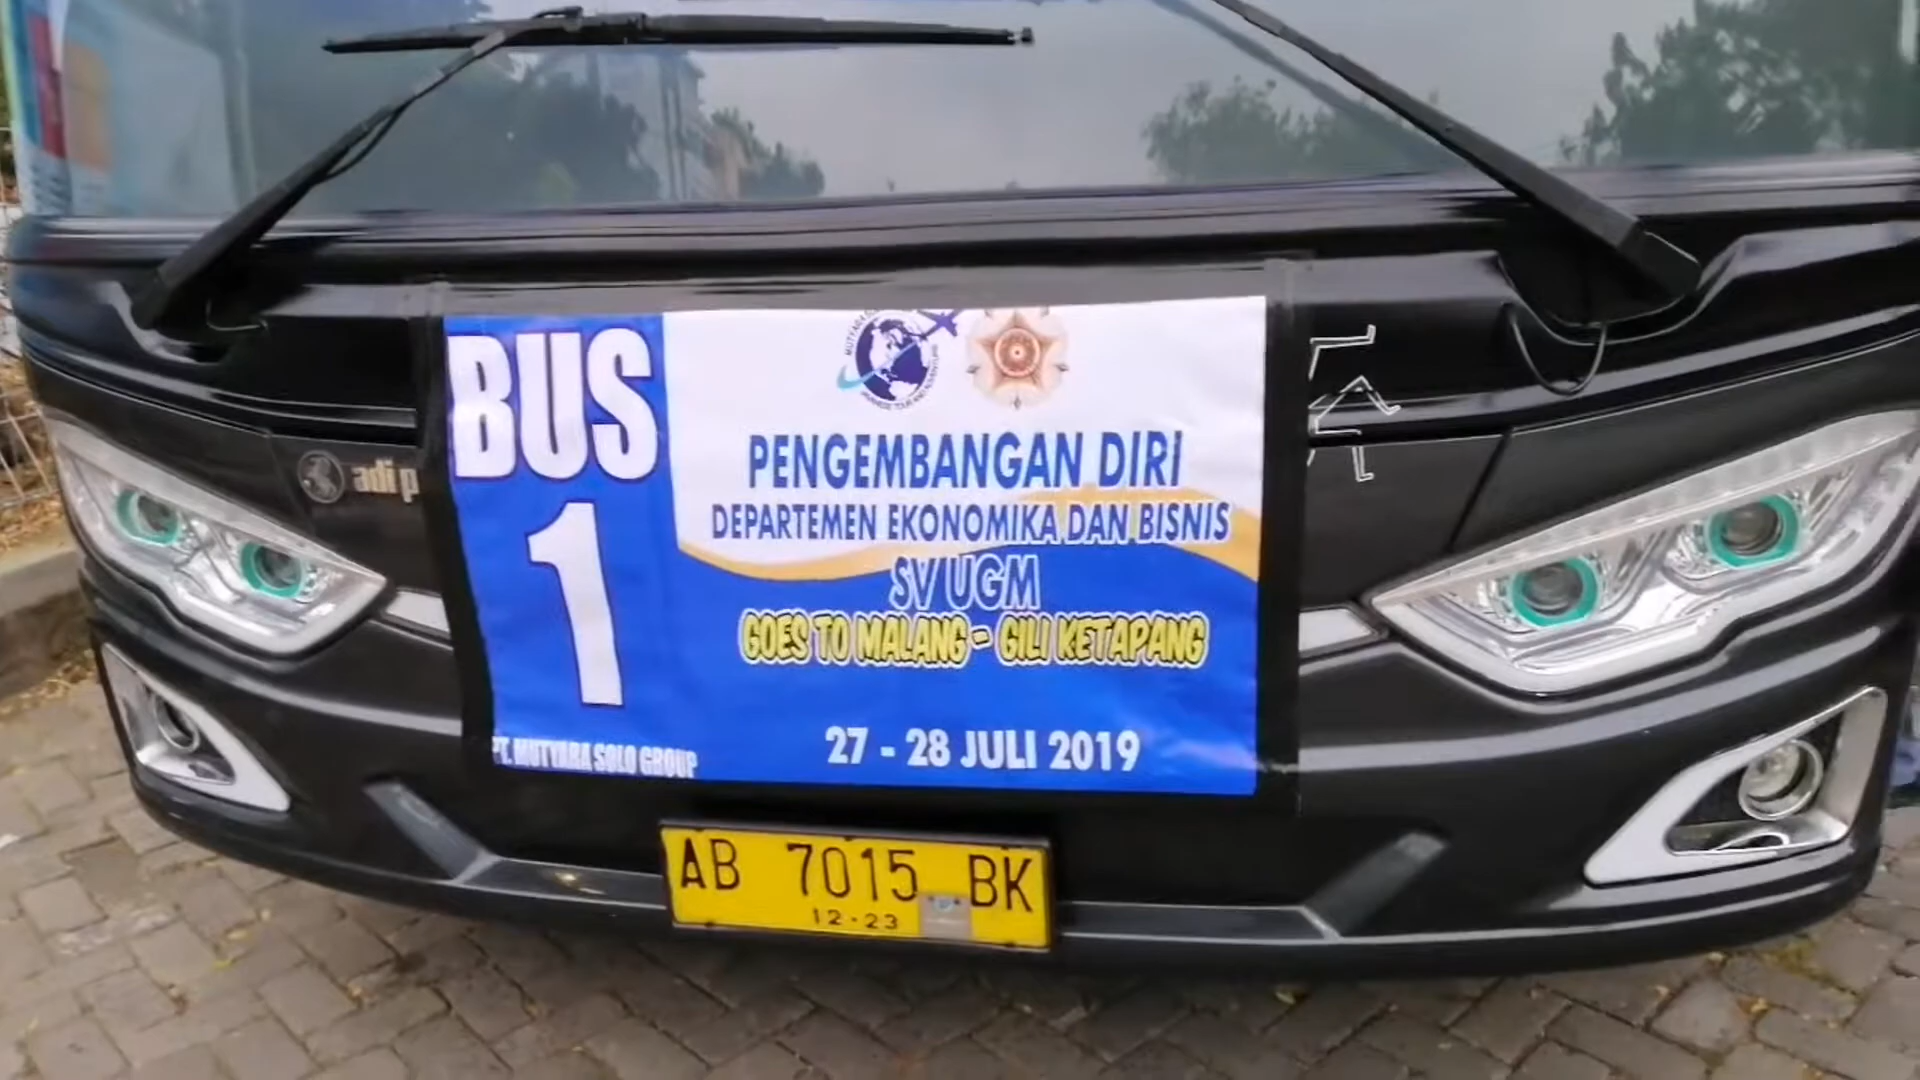 BUS
1
PENGEMBANGAN DIRI
DEPARTEMEN EKONOMIKA DAN BISNIS
SV UGM
GOES TO MALANG - GILI KETAPANG
27 - 28 JULI 2019
PT. MUTYARA SOLO GROUP
adi p
AB 7015 BK
12-23